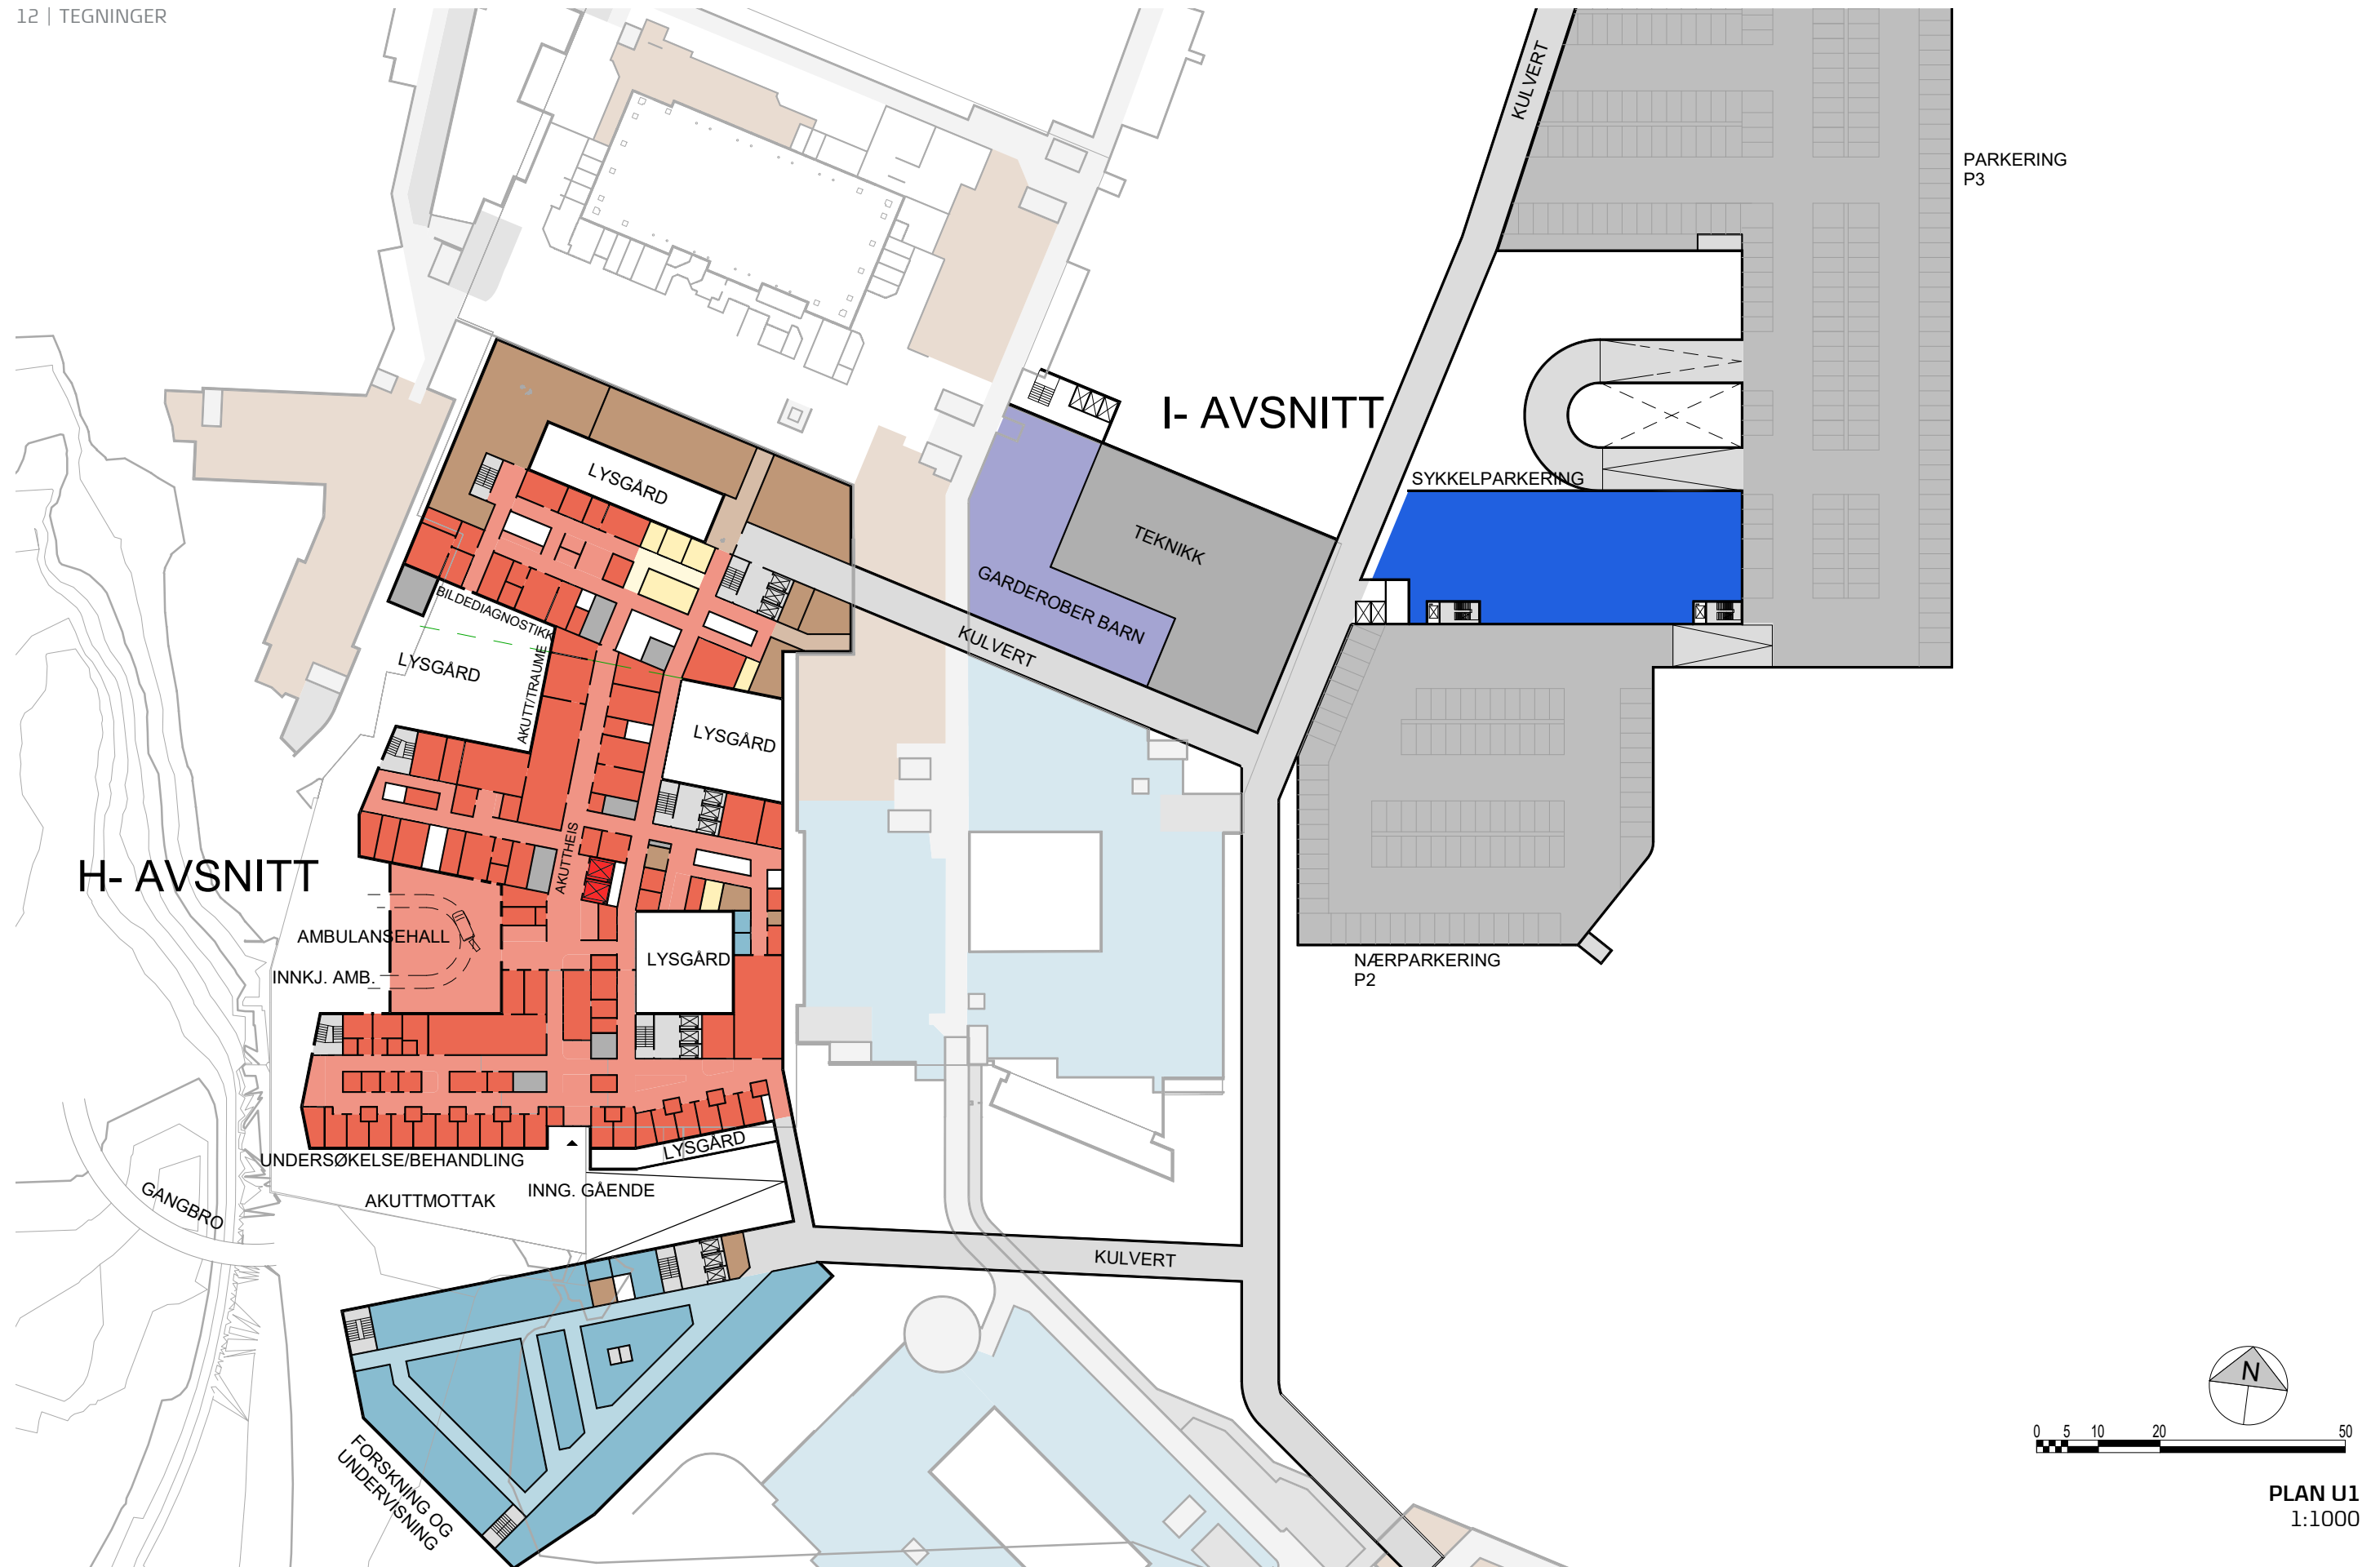 12 | TEGNINGER
KULVERT
PARKERING
P3
I- AVSNITT
LYSGÅRD
SYKKELPARKERING
TEKNIKK
GARDEROBER BARN
BILDEDIAGNOSTIKK
KULVERT
LYSGÅRD
AKUTT/TRAUME
LYSGÅRD
AKUTTHEIS
H- AVSNITT
AMBULANSEHALL
LYSGÅRD
INNKJ. AMB.
NÆRPARKERING
P2
LYSGÅRD
UNDERSØKELSE/BEHANDLING
GANGBRO
AKUTTMOTTAK
INNG. GÅENDE
KULVERT
FORSKNING OG
UNDERVISNING
N
0 5 10 20 50
PLAN U1
1:1000